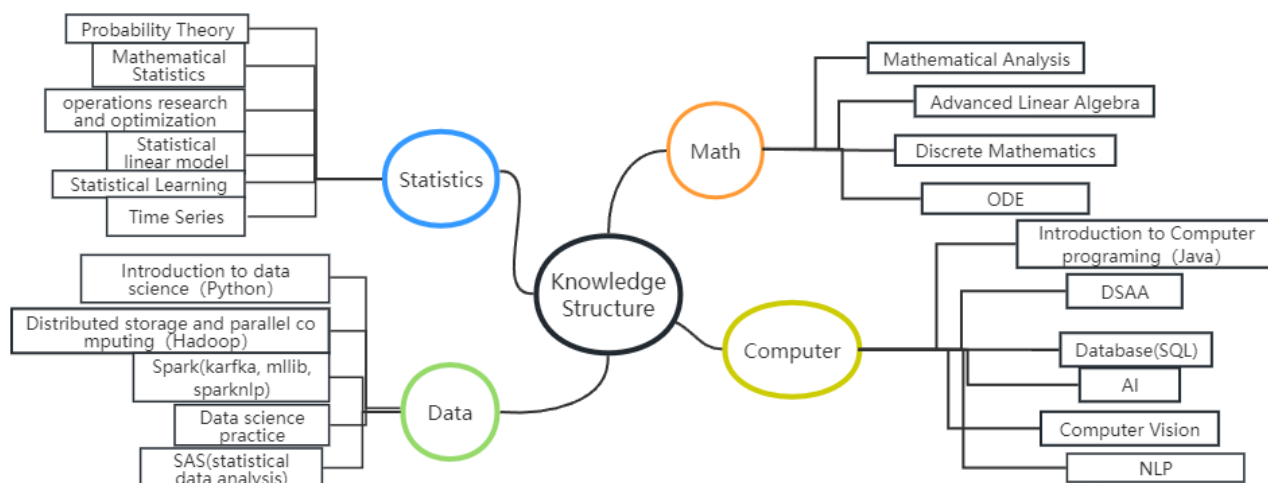 Probability Theory
Mathematical
Statistics
operations research
and optimization
Statistical
linear model
Statistical Learning
Time Series
Statistics
Math
Mathematical Analysis
Advanced Linear Algebra
Discrete Mathematics
ODE
Knowledge
Structure
Introduction to data
science (Python)
Distributed storage and parallel co
mputing (Hadoop)
Spark(karfka, mllib,
sparknlp)
Data science
practice
SAS(statistical
data analysis)
Data
Computer
Introduction to Computer
programing (Java)
DSAA
Database(SQL)
AI
Computer Vision
NLP